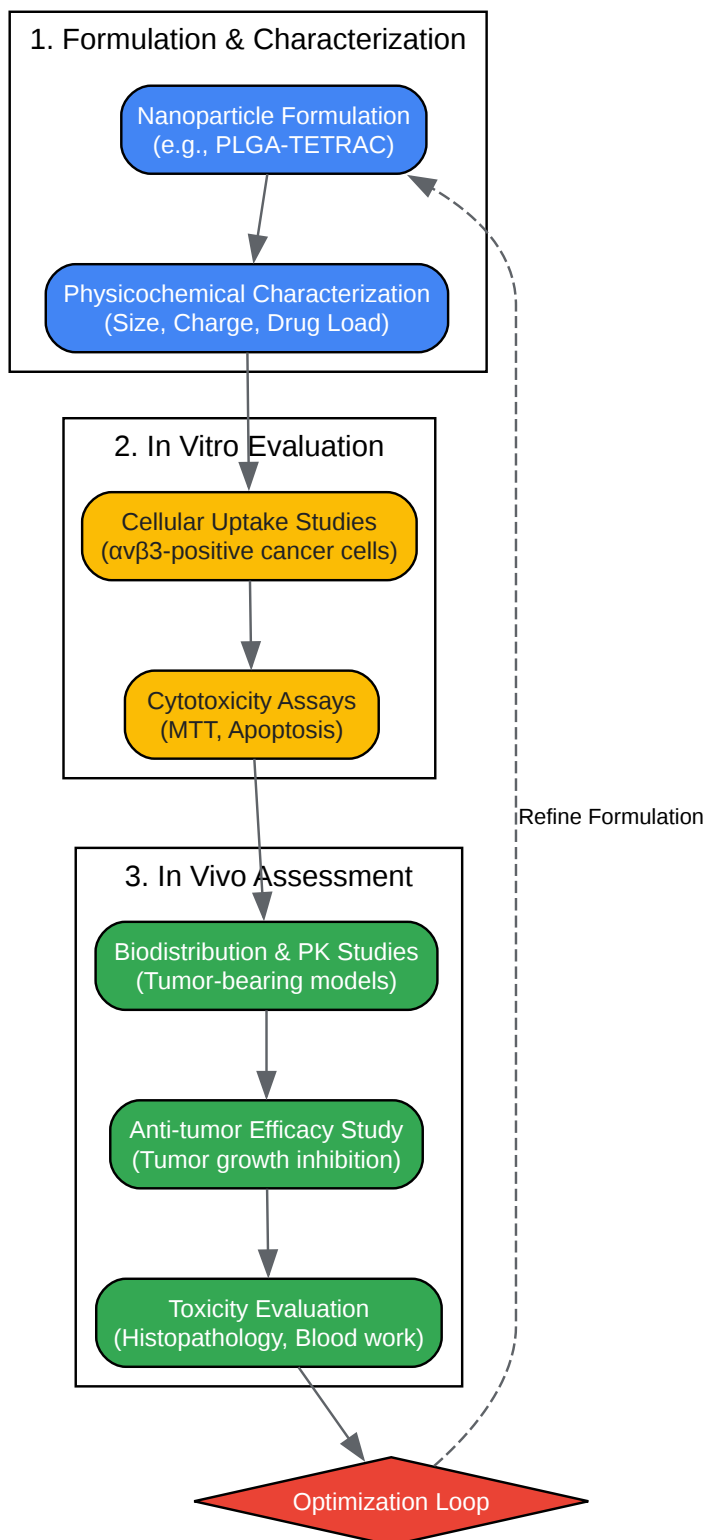 1. Formulation & Characterization
Nanoparticle Formulation
(e.g., PLGA-TETRAC)
Physicochemical Characterization
(Size, Charge, Drug Load)
2. In Vitro Evaluation
Cellular Uptake Studies
(αvβ3-positive cancer cells)
Cytotoxicity Assays
(MTT, Apoptosis)
Refine Formulation
3. In Vivo Assessment
Biodistribution & PK Studies
(Tumor-bearing models)
Anti-tumor Efficacy Study
(Tumor growth inhibition)
Toxicity Evaluation
(Histopathology, Blood work)
Optimization Loop